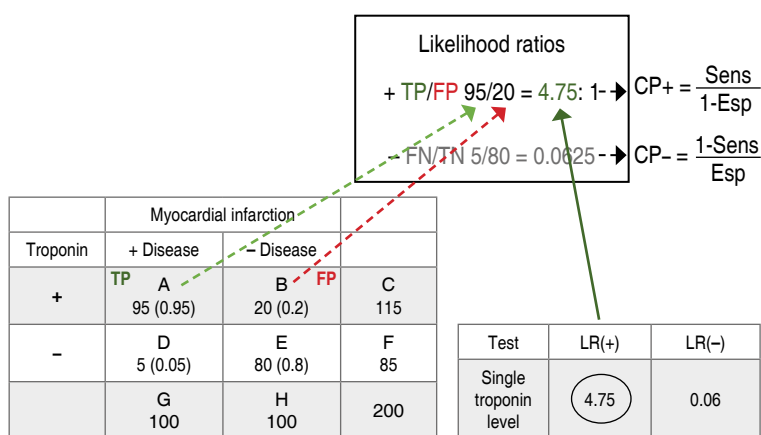 Likelihood ratios
+ TP/FP 95/20 = 4.75: 1
CP+ = Sens
1-Esp
– FN/TN 5/80 = 0.0625
CP– = 1-Sens
Esp
Myocardial infarction
Troponin + Disease – Disease
TP A B FP C
+ 95 (0.95) 20 (0.2) 115
D E F
– 5 (0.05) 80 (0.8) 85
G H
100 100 200
Test LR(+) LR(–)
Single
troponin 4.75 0.06
level